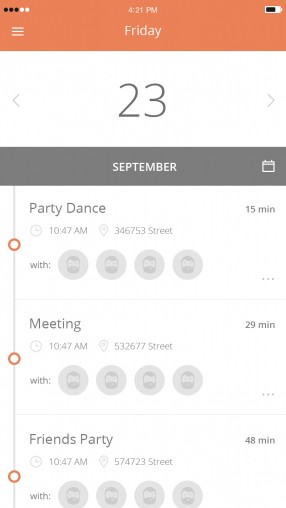 4:21 PM
Friday
23
SEPTEMBER
Party Dance 15 min
10:47 AM 346753 Street
with:
...
Meeting 29 min
10:47 AM 532677 Street
with:
...
Friends Party 48 min
10:47 AM 574723 Street
with: